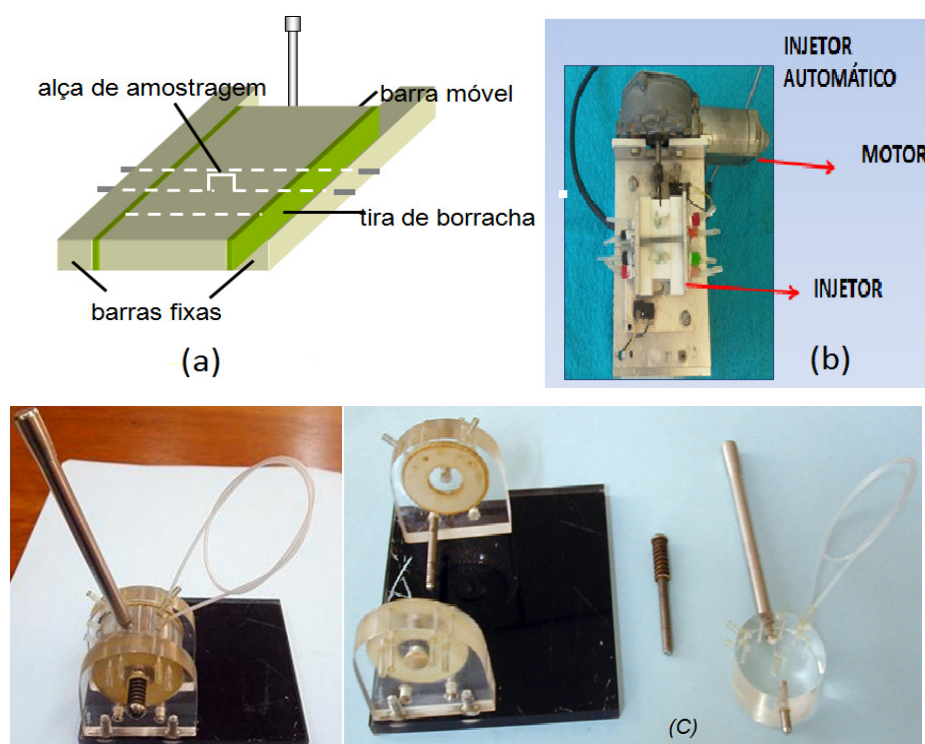 alça de amostragem
barra móvel
tira de borracha
barras fixas
(a)
INJETOR
AUTOMÁTICO
MOTOR
INJETOR
(b)
(C)